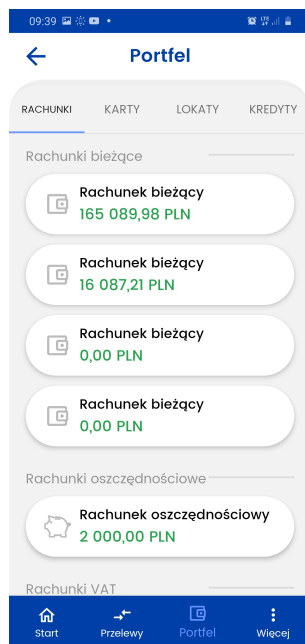 09:39
Portfel
RACHUNKI KARTY LOKATY KREDYTY
Rachunki bieżące
Rachunek bieżący
165 089,98 PLN
Rachunek bieżący
16 087,21 PLN
Rachunek bieżący
0,00 PLN
Rachunek bieżący
0,00 PLN
Rachunki oszczędnościowe
Rachunek oszczędnościowy
2 000,00 PLN
Rachunki VAT
Start Przelewy Portfel Więcej